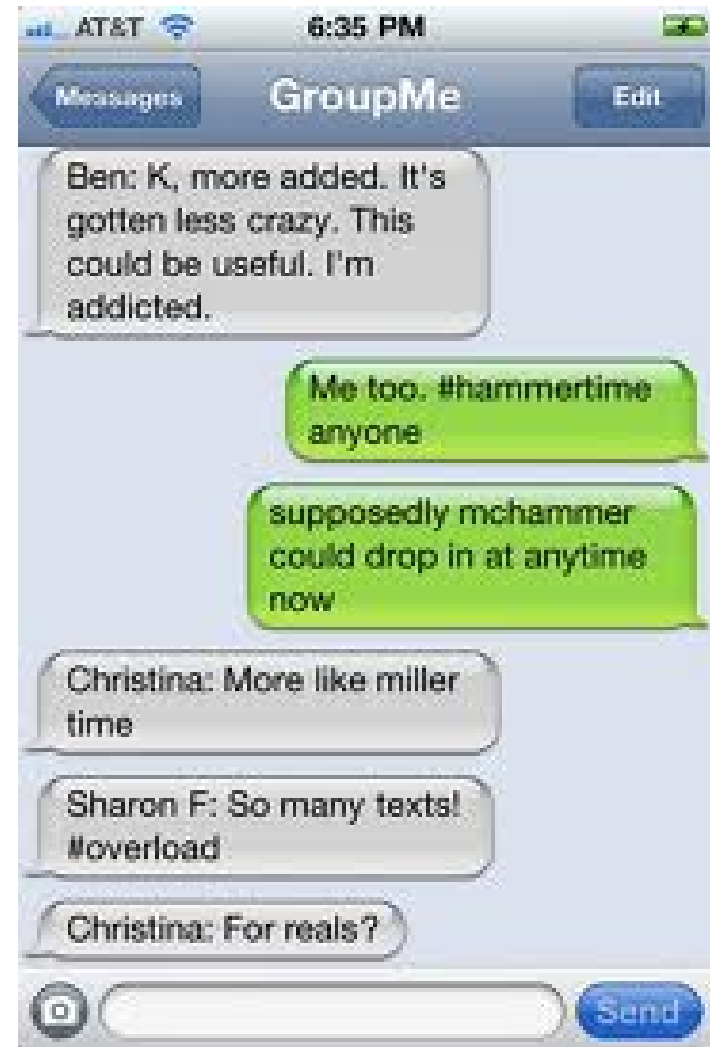 AT&T 6:35 PM
Messages GroupMe Edit
Ben: K, more added. It's
gotten less crazy. This
could be useful. I'm
addicted.
Me too. #hammertime
anyone
supposedly mchammer
could drop in at anytime
now
Christina: More like miller
time
Sharon F: So many texts!
#overload
Christina: For reals?
Send